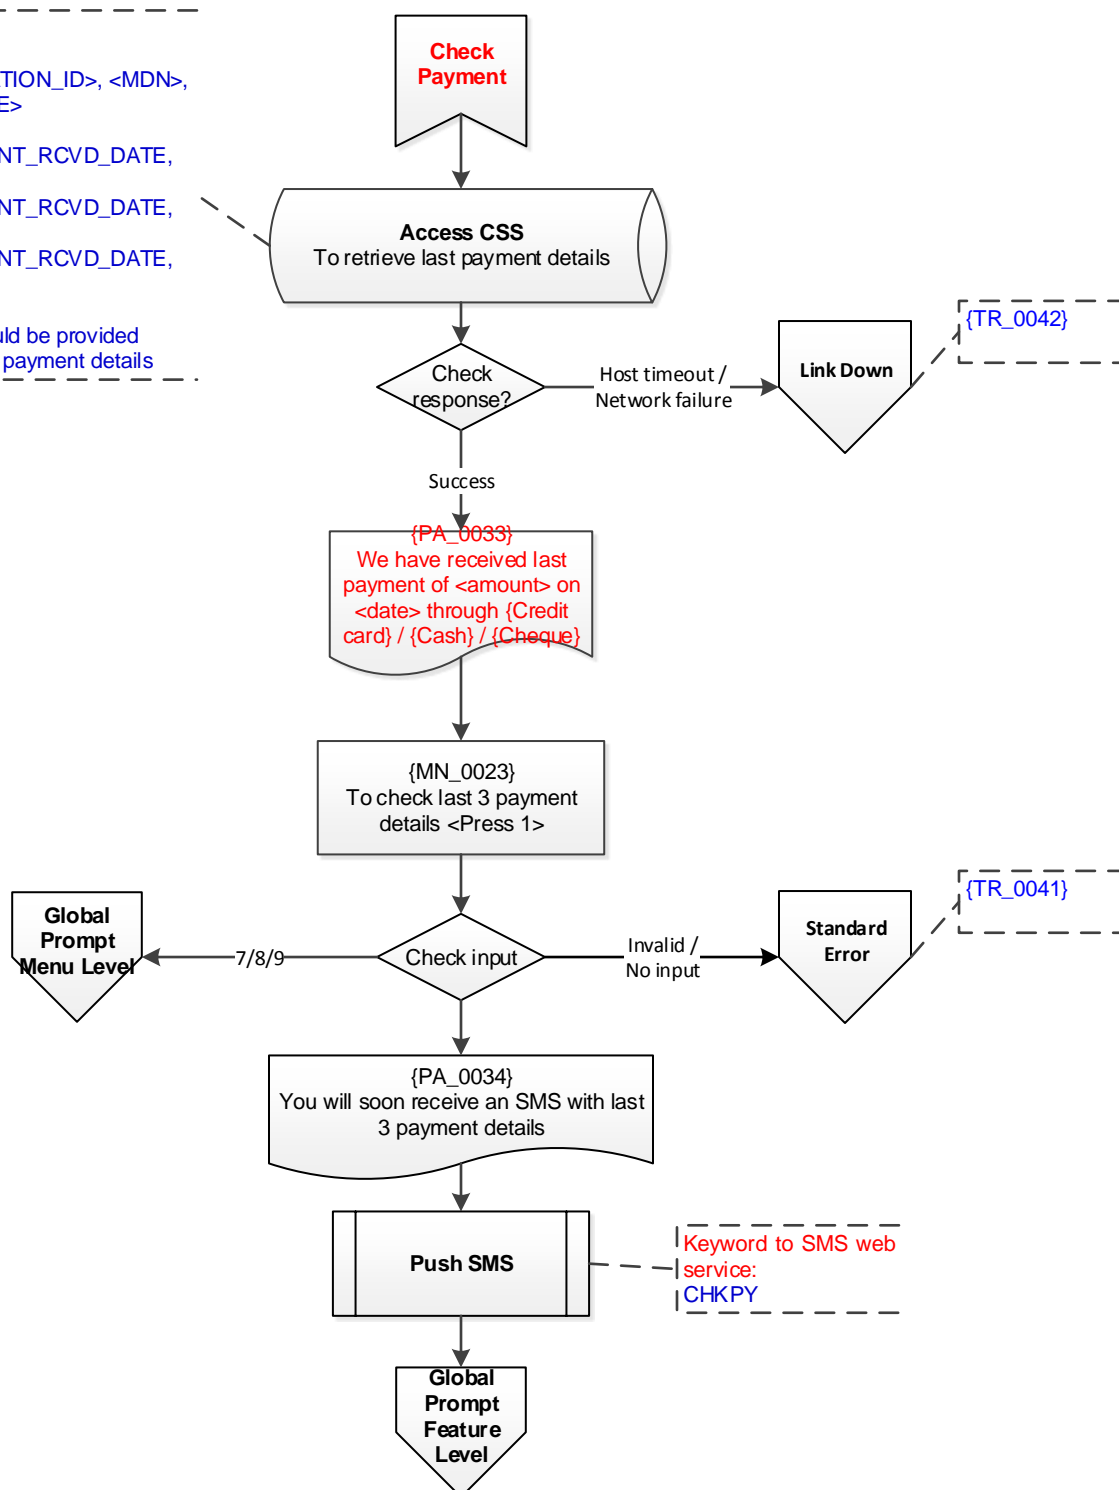 Check
Payment
TION_ID>, <MDN>,
E>
NT_RCVD_DATE,
NT_RCVD_DATE,
NT_RCVD_DATE,
uld be provided
payment details
Access CSS
To retrieve last payment details
Check
response?
Host timeout /
Network failure
Link Down
{TR_0042}
Success
{PA_0033}
We have received last
payment of <amount> on
<date> through {Credit
card} / {Cash} / {Cheque}
{MN_0023}
To check last 3 payment
details <Press 1>
Global
Prompt
Menu Level
7/8/9
Check input
Invalid /
No input
Standard
Error
{TR_0041}
{PA_0034}
You will soon receive an SMS with last
3 payment details
Push SMS
Keyword to SMS web
service:
CHKPY
Global
Prompt
Feature
Level